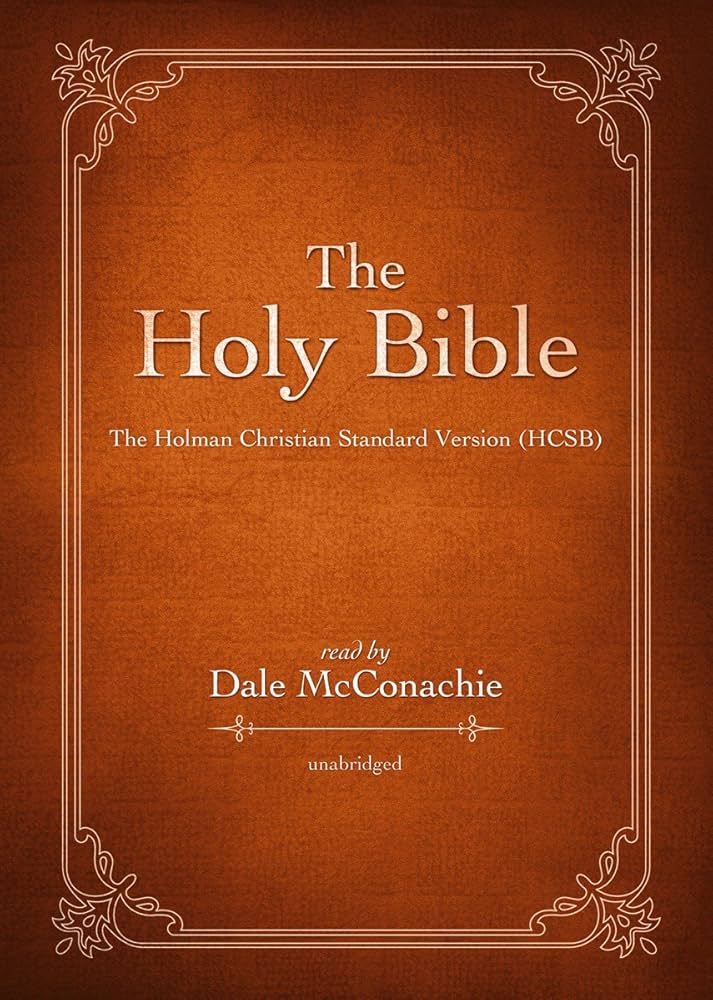 The
Holy Bible
The Holman Christian Standard Version (HCSB)
read by
Dale McConachie
unabridged